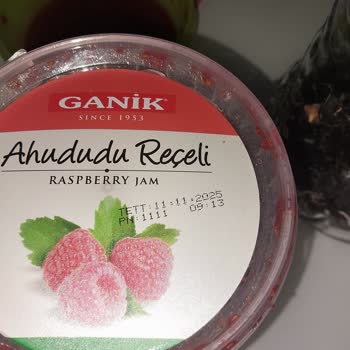 GANİK
SINCE 1953
Ahududu Reçeli
RASPBERRY JAM
TETT:11.11.2025
PN:1111 09:13